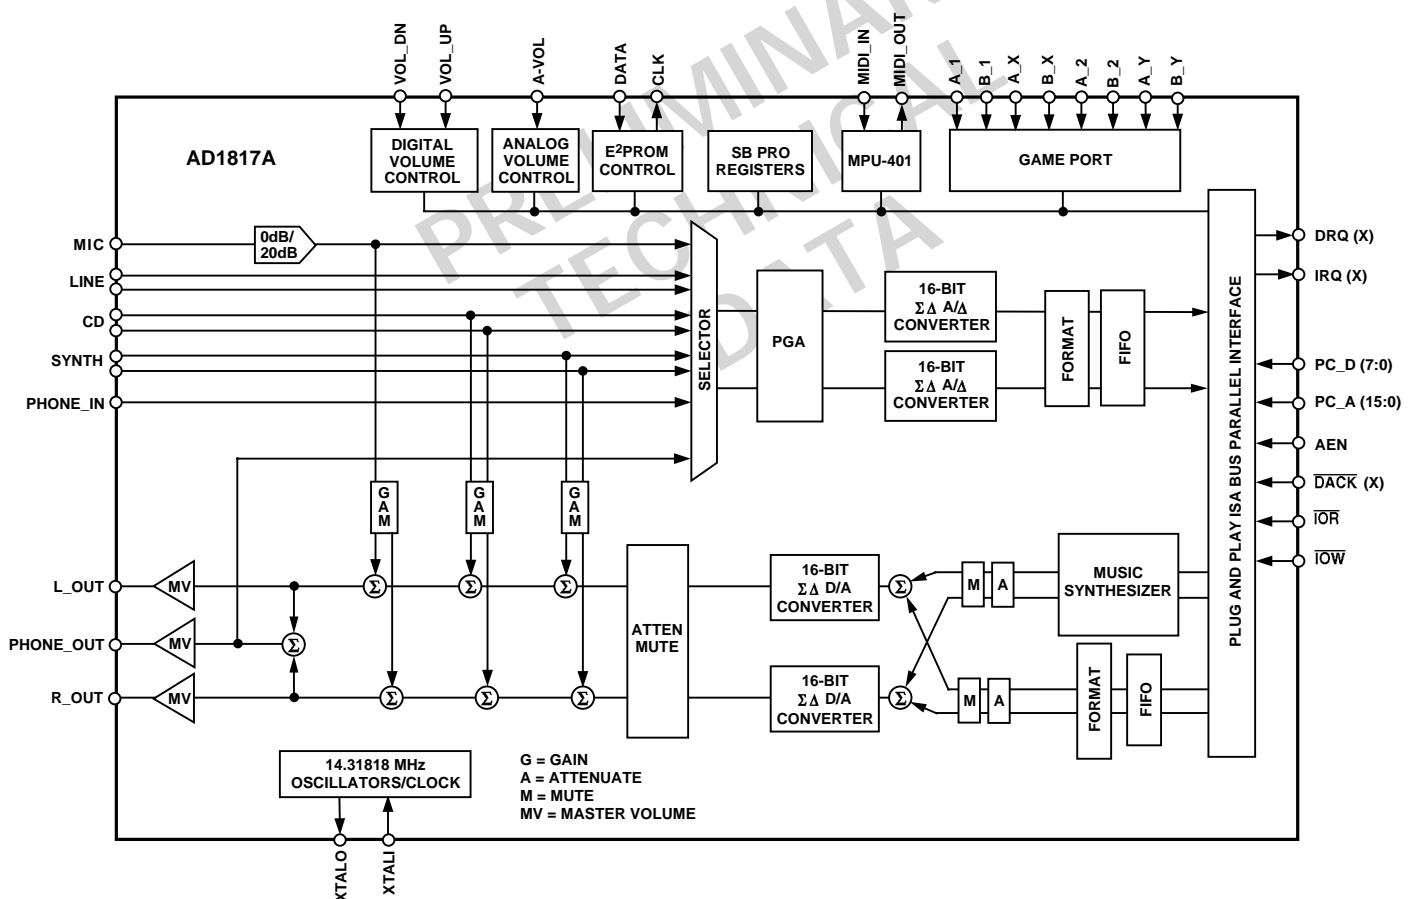 PRELIMINARY
TECHNICAL
DATA
VOL_DN
VOL_UP
A-VOL
DATA
CLK
MIDI_IN
MIDI_OUT
A_1
B_1
A_X
B_X
A_2
B_2
A_Y
B_Y
AD1817A
DIGITAL
VOLUME
CONTROL
ANALOG
VOLUME
CONTROL
E²PROM
CONTROL
SB PRO
REGISTERS
MPU-401
GAME PORT
MIC
LINE
CD
SYNTH
PHONE_IN
0dB/
20dB
SELECTOR
PGA
16-BIT
ΣΔ A/Δ
CONVERTER
16-BIT
ΣΔ A/Δ
CONVERTER
FORMAT
FIFO
PLUG AND PLAY ISA BUS PARALLEL INTERFACE
DRQ (X)
IRQ (X)
PC_D (7:0)
PC_A (15:0)
AEN
DACK (X)
IOR
IOW
G
A
M
G
A
M
G
A
M
L_OUT
PHONE_OUT
R_OUT
MV
MV
MV
Σ
Σ
Σ
Σ
Σ
Σ
Σ
ATTEN
MUTE
16-BIT
ΣΔ D/A
CONVERTER
16-BIT
ΣΔ D/A
CONVERTER
Σ
Σ
M
A
M
A
MUSIC
SYNTHESIZER
FORMAT
FIFO
14.31818 MHz
OSCILLATORS/CLOCK
XTALO
XTALI
G = GAIN
A = ATTENUATE
M = MUTE
MV = MASTER VOLUME